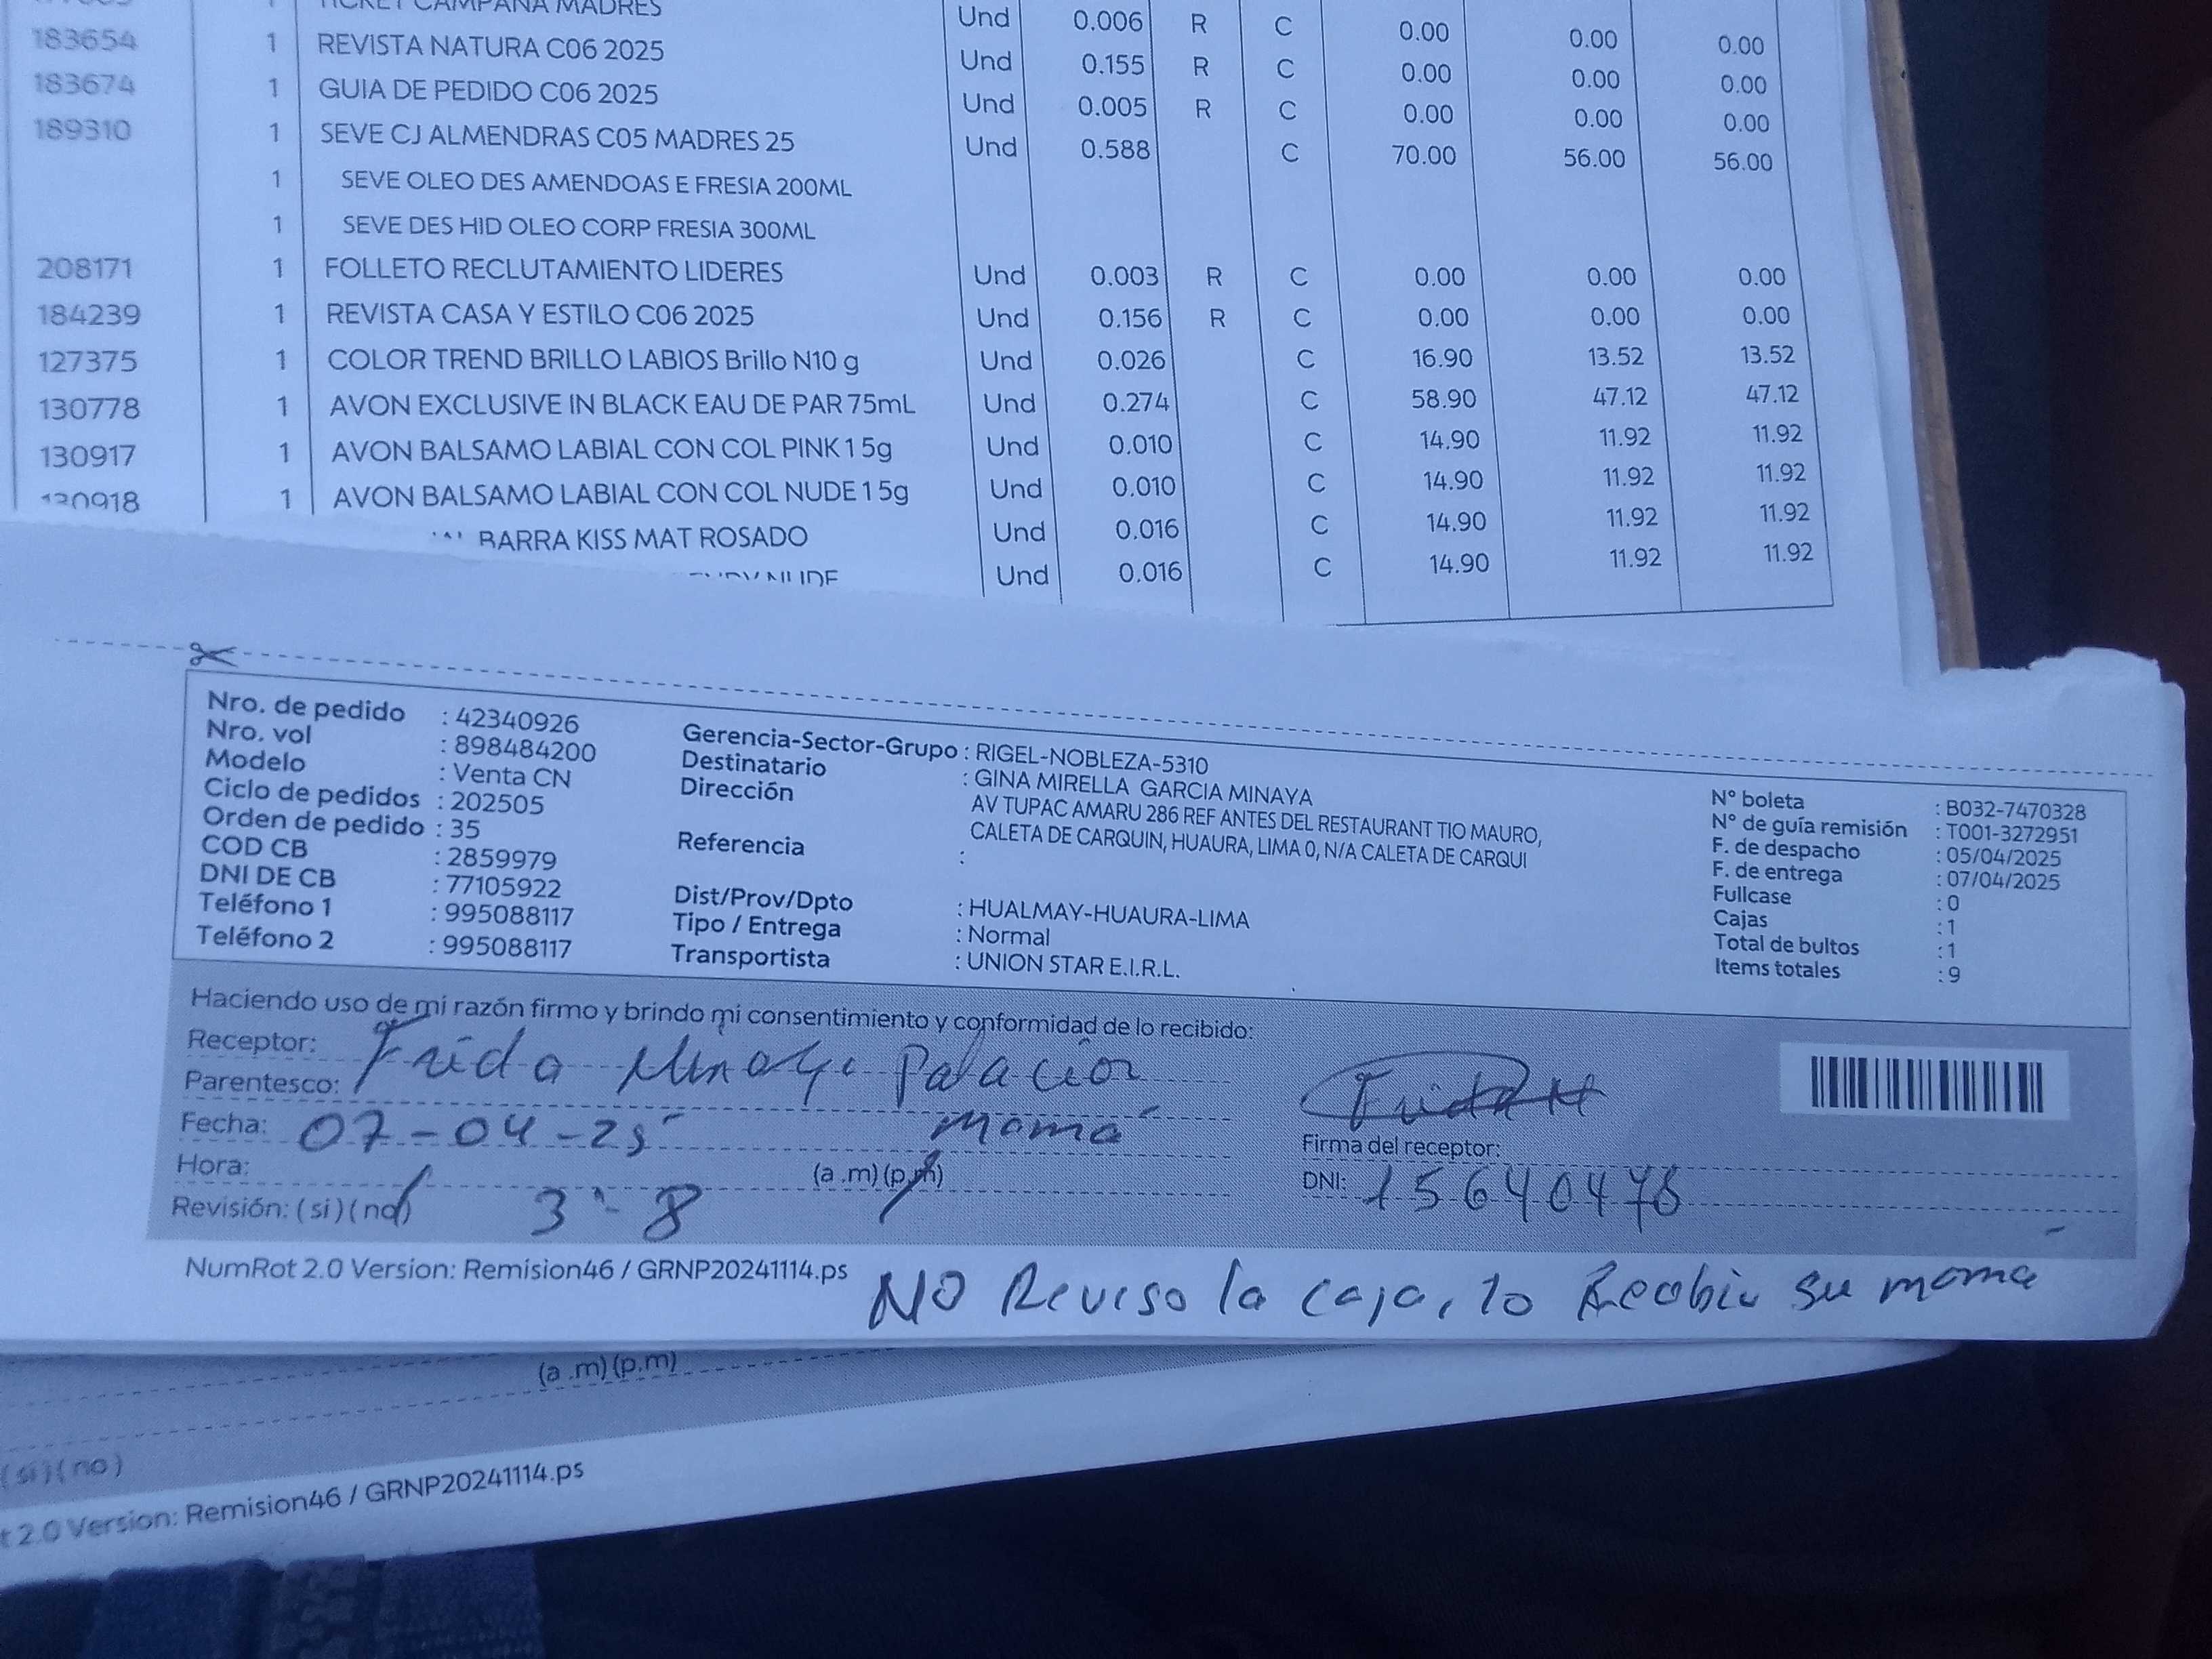 TICKET CAMPAÑA MADRES Und 0.006 R C 0.00 0.00 0.00
183654 1 REVISTA NATURA C06 2025 Und 0.155 R C 0.00 0.00 0.00
183674 1 GUIA DE PEDIDO C06 2025 Und 0.005 R C 0.00 0.00 0.00
189310 1 SEVE CJ ALMENDRAS C05 MADRES 25 Und 0.588 C 70.00 56.00 56.00
1 SEVE OLEO DES AMENDOAS E FRESIA 200ML
1 SEVE DES HID OLEO CORP FRESIA 300ML
208171 1 FOLLETO RECLUTAMIENTO LIDERES Und 0.003 R C 0.00 0.00 0.00
184239 1 REVISTA CASA Y ESTILO C06 2025 Und 0.156 R C 0.00 0.00 0.00
127375 1 COLOR TREND BRILLO LABIOS Brillo N10 g Und 0.026 C 16.90 13.52 13.52
130778 1 AVON EXCLUSIVE IN BLACK EAU DE PAR 75mL Und 0.274 C 58.90 47.12 47.12
130917 1 AVON BALSAMO LABIAL CON COL PINK 1 5g Und 0.010 C 14.90 11.92 11.92
130918 1 AVON BALSAMO LABIAL CON COL NUDE 1 5g Und 0.010 C 14.90 11.92 11.92
BARRA KISS MAT ROSADO Und 0.016 C 14.90 11.92 11.92
NUDE Und 0.016 C 14.90 11.92 11.92
Nro. de pedido : 42340926
Nro. vol : 898484200
Modelo : Venta CN
Ciclo de pedidos : 202505
Orden de pedido : 35
COD CB : 2859979
DNI DE CB : 77105922
Teléfono 1 : 995088117
Teléfono 2 : 995088117
Gerencia-Sector-Grupo : RIGEL-NOBLEZA-5310
Destinatario : GINA MIRELLA GARCIA MINAYA
Dirección AV TUPAC AMARU 286 REF ANTES DEL RESTAURANT TIO MAURO,
CALETA DE CARQUIN, HUAURA, LIMA 0, N/A CALETA DE CARQUI
Referencia :
Dist/Prov/Dpto : HUALMAY-HUAURA-LIMA
Tipo / Entrega : Normal
Transportista : UNION STAR E.I.R.L.
N° boleta : B032-7470328
N° de guía remisión : T001-3272951
F. de despacho : 05/04/2025
F. de entrega : 07/04/2025
Fullcase : 0
Cajas : 1
Total de bultos : 1
Items totales : 9
Haciendo uso de mi razón firmo y brindo mi consentimiento y conformidad de lo recibido:
Receptor: Frida Minaya Palacior
Parentesco: mamá
Fecha: 07-04-25
Hora: 3-8 (a .m) (p.m)
Revisión: (si) (no)
Firma del receptor:
DNI: 15640478
NumRot 2.0 Version: Remision46 / GRNP20241114.ps
NO Reviso la caja, lo Recibiv su mama
(a .m) (p.m)
(si) (no)
t 2.0 Version: Remision46 / GRNP20241114.ps